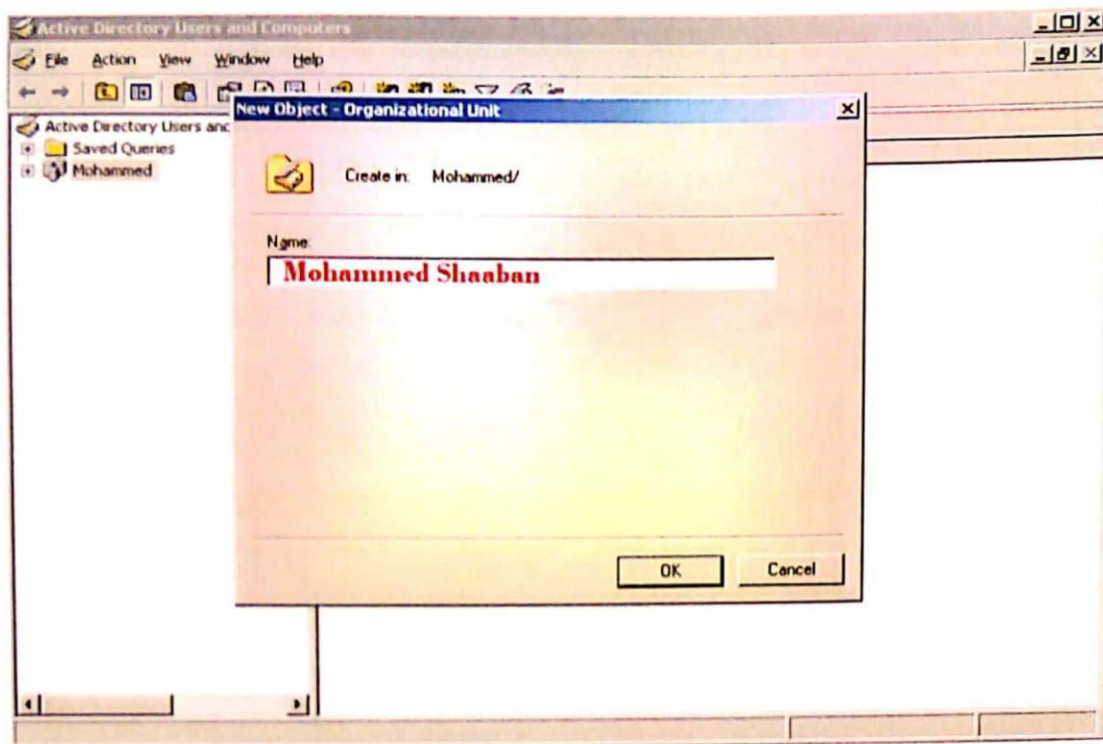 Active Directory Users and Computers
File Action View Window Help
New Object - Organizational Unit
Active Directory Users and
Saved Queries
Mohammed
Create in: Mohammed/
Name:
Mohammed Shaaban
OK Cancel